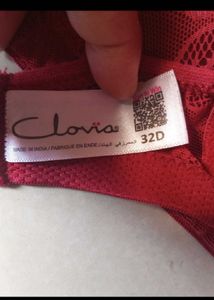 Clovia
MADE IN INDIA / FABRIQUE EN ENDE /
32D